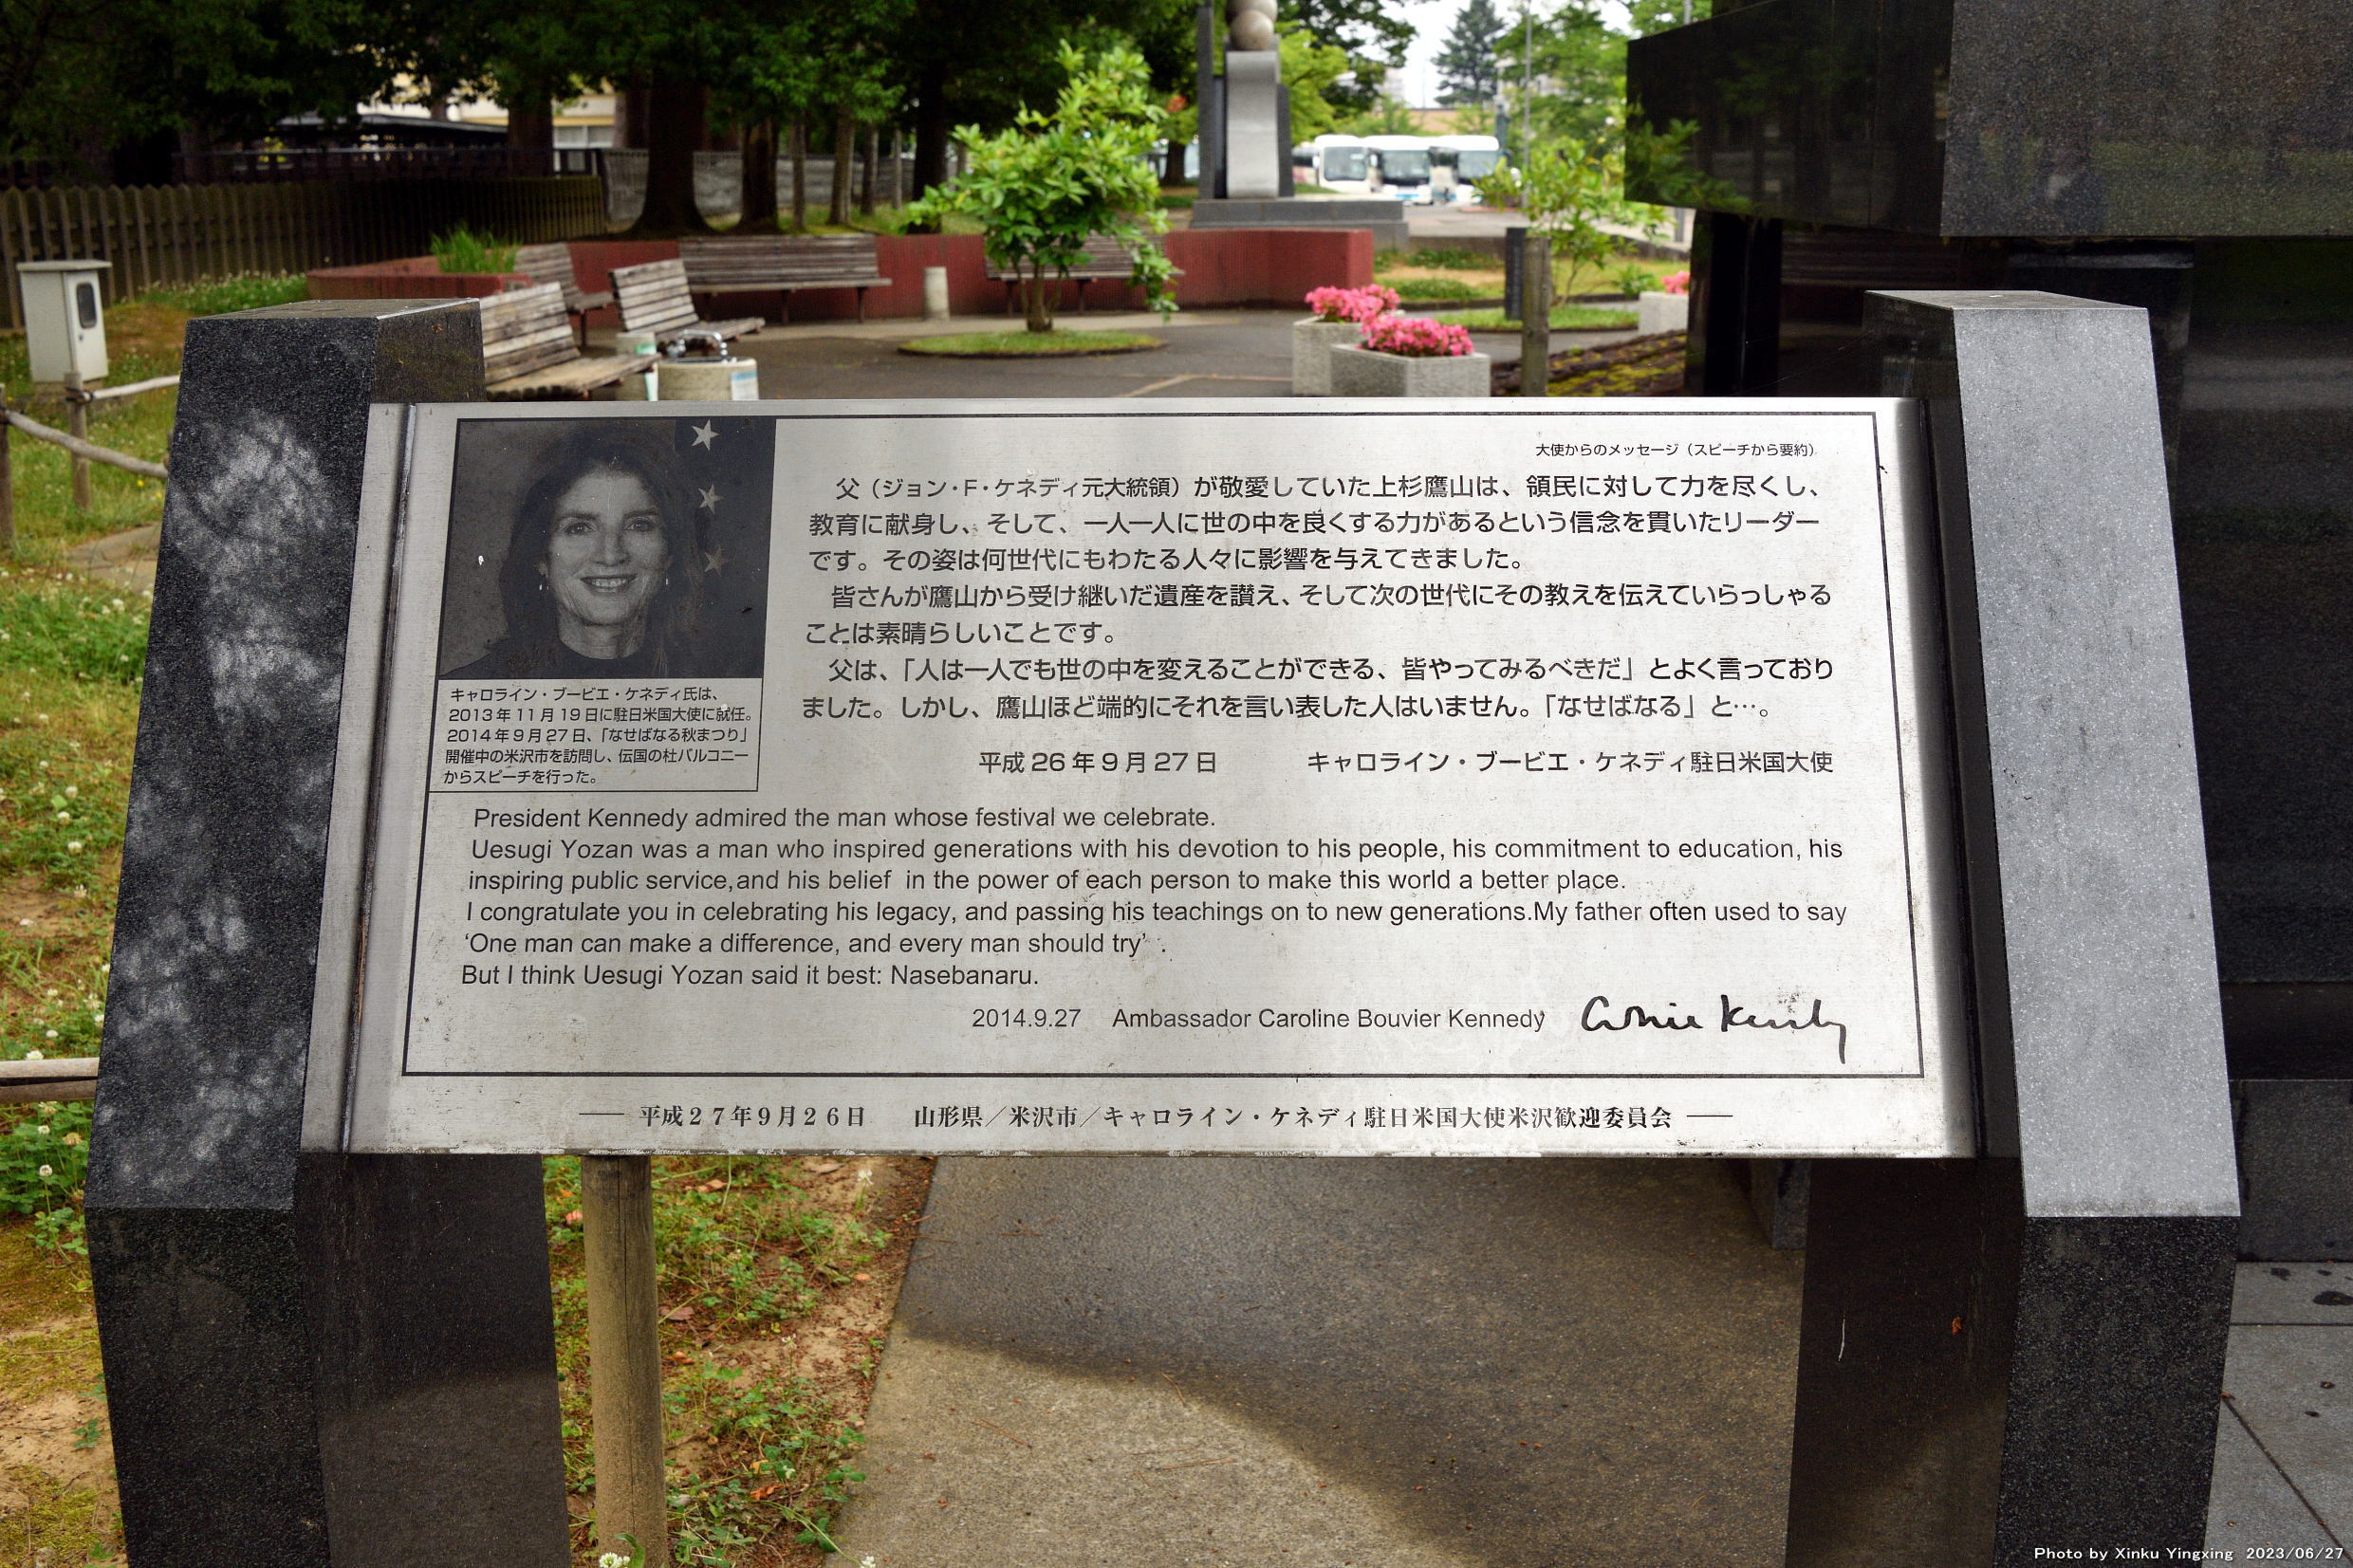 大使からのメッセージ（スピーチから要約）
父（ジョン・F・ケネディ元大統領）が敬愛していた上杉鷹山は、領民に対して力を尽くし、
教育に献身し、そして、一人一人に世の中を良くする力があるという信念を貫いたリーダー
です。その姿は何世代にもわたる人々に影響を与えてきました。
皆さんが鷹山から受け継いだ遺産を讃え、そして次の世代にその教えを伝えていらっしゃる
ことは素晴らしいことです。
父は、「人は一人でも世の中を変えることができる、皆やってみるべきだ」とよく言っており
ました。しかし、鷹山ほど端的にそれを言い表した人はいません。「なせばなる」と…。
平成26年9月27日　キャロライン・ブービエ・ケネディ駐日米国大使
キャロライン・ブービエ・ケネディ氏は、
2013年11月19日に駐日米国大使に就任。
2014年9月27日、「なせばなる秋まつり」
開催中の米沢市を訪問し、伝国の杜バルコニー
からスピーチを行った。
President Kennedy admired the man whose festival we celebrate.
Uesugi Yozan was a man who inspired generations with his devotion to his people, his commitment to education, his
inspiring public service,and his belief in the power of each person to make this world a better place.
I congratulate you in celebrating his legacy, and passing his teachings on to new generations.My father often used to say
‘One man can make a difference, and every man should try’ .
But I think Uesugi Yozan said it best: Nasebanaru.
2014.9.27 Ambassador Caroline Bouvier Kennedy
平成２７年９月２６日　山形県／米沢市／キャロライン・ケネディ駐日米国大使米沢歓迎委員会
Photo by Xinku Yingxing 2023/06/27